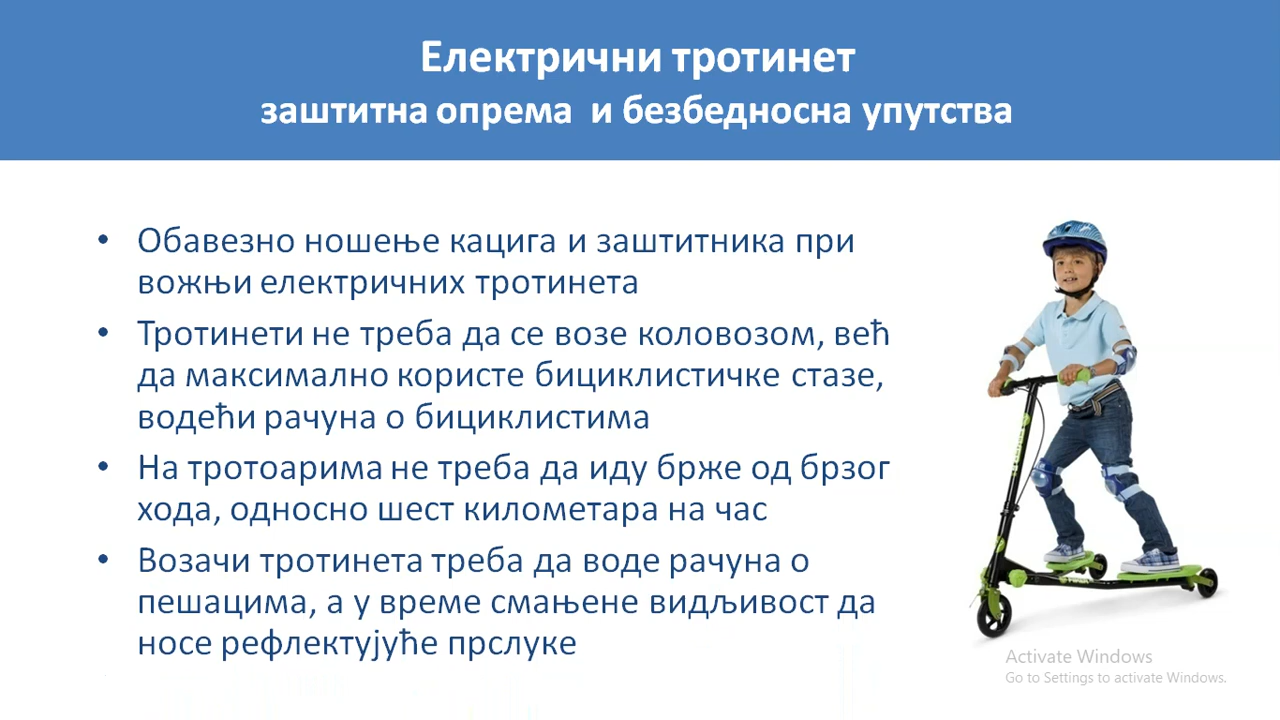 Електрични тротинет
заштитна опрема и безбедносна упутства
• Обавезно ношење кацига и заштитника при
вожњи електричних тротинета
• Тротинети не треба да се возе коловозом, већ
да максимално користе бициклистичке стазе,
водећи рачуна о бициклистима
• На тротоарима не треба да иду брже од брзог
хода, односно шест километара на час
• Возачи тротинета треба да воде рачуна о
пешацима, а у време смањене видљивост да
носе рефлектујуће прслуке
Activate Windows
Go to Settings to activate Windows.